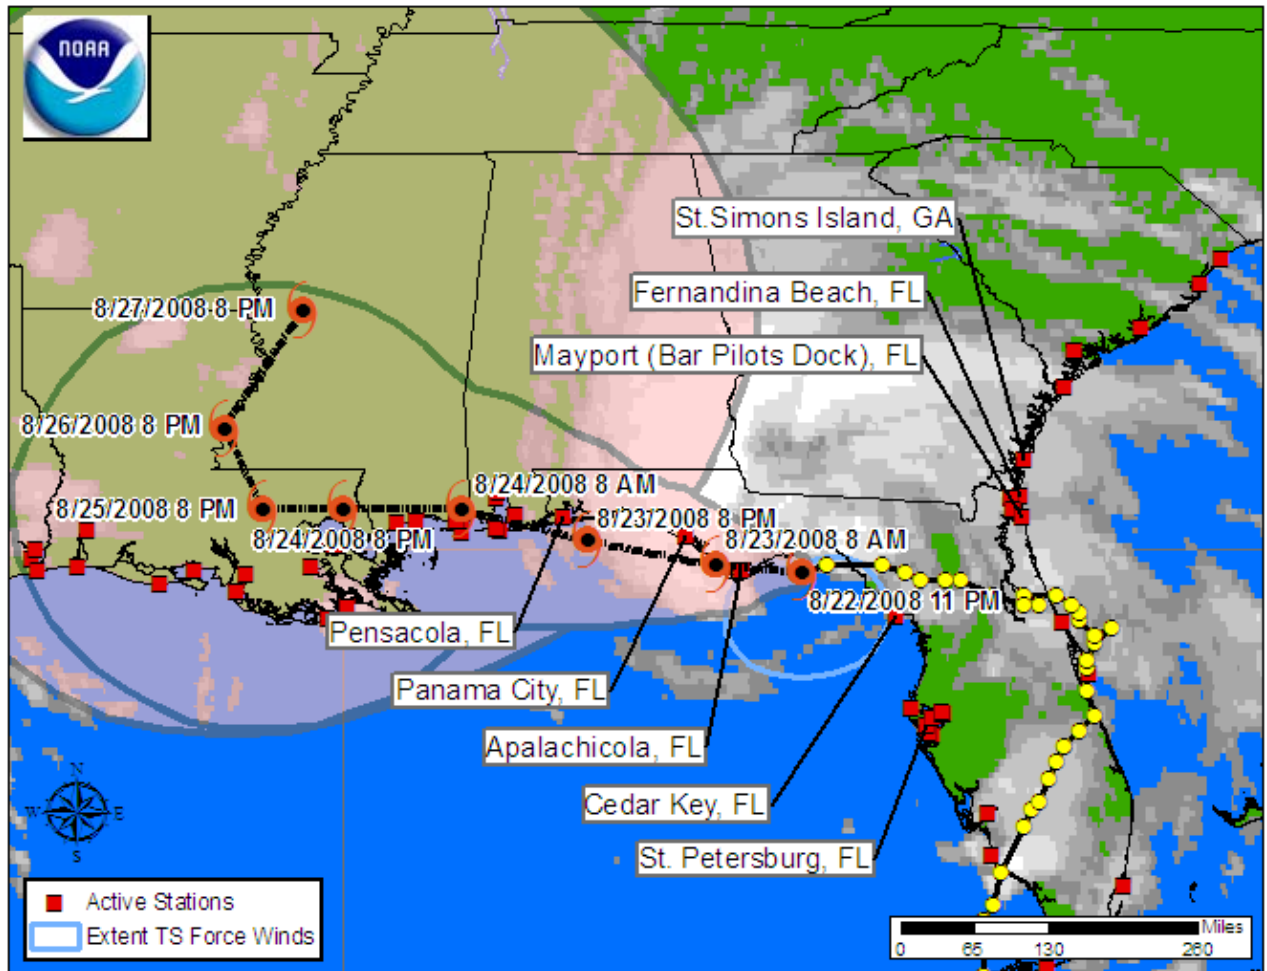 NOAA
St.Simons Island, GA
Fernandina Beach, FL
8/27/2008 8 PM
Mayport (Bar Pilots Dock), FL
8/26/2008 8 PM
8/24/2008 8 AM
8/25/2008 8 PM
8/23/2008 8 PM
8/24/2008 8 PM
8/23/2008 8 AM
8/22/2008 11 PM
Pensacola, FL
Panama City, FL
Apalachicola, FL
Cedar Key, FL
St. Petersburg, FL
N
W
E
S
Active Stations
Extent TS Force Winds
Miles
0 65 130 260